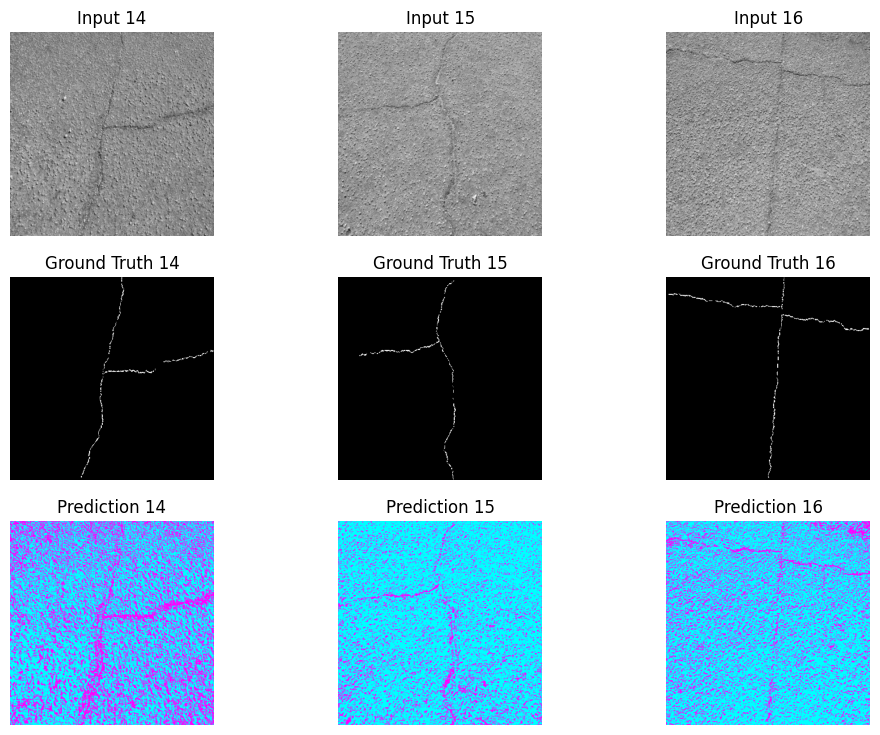 Input 14
Input 15
Input 16
Ground Truth 14
Ground Truth 15
Ground Truth 16
Prediction 14
Prediction 15
Prediction 16